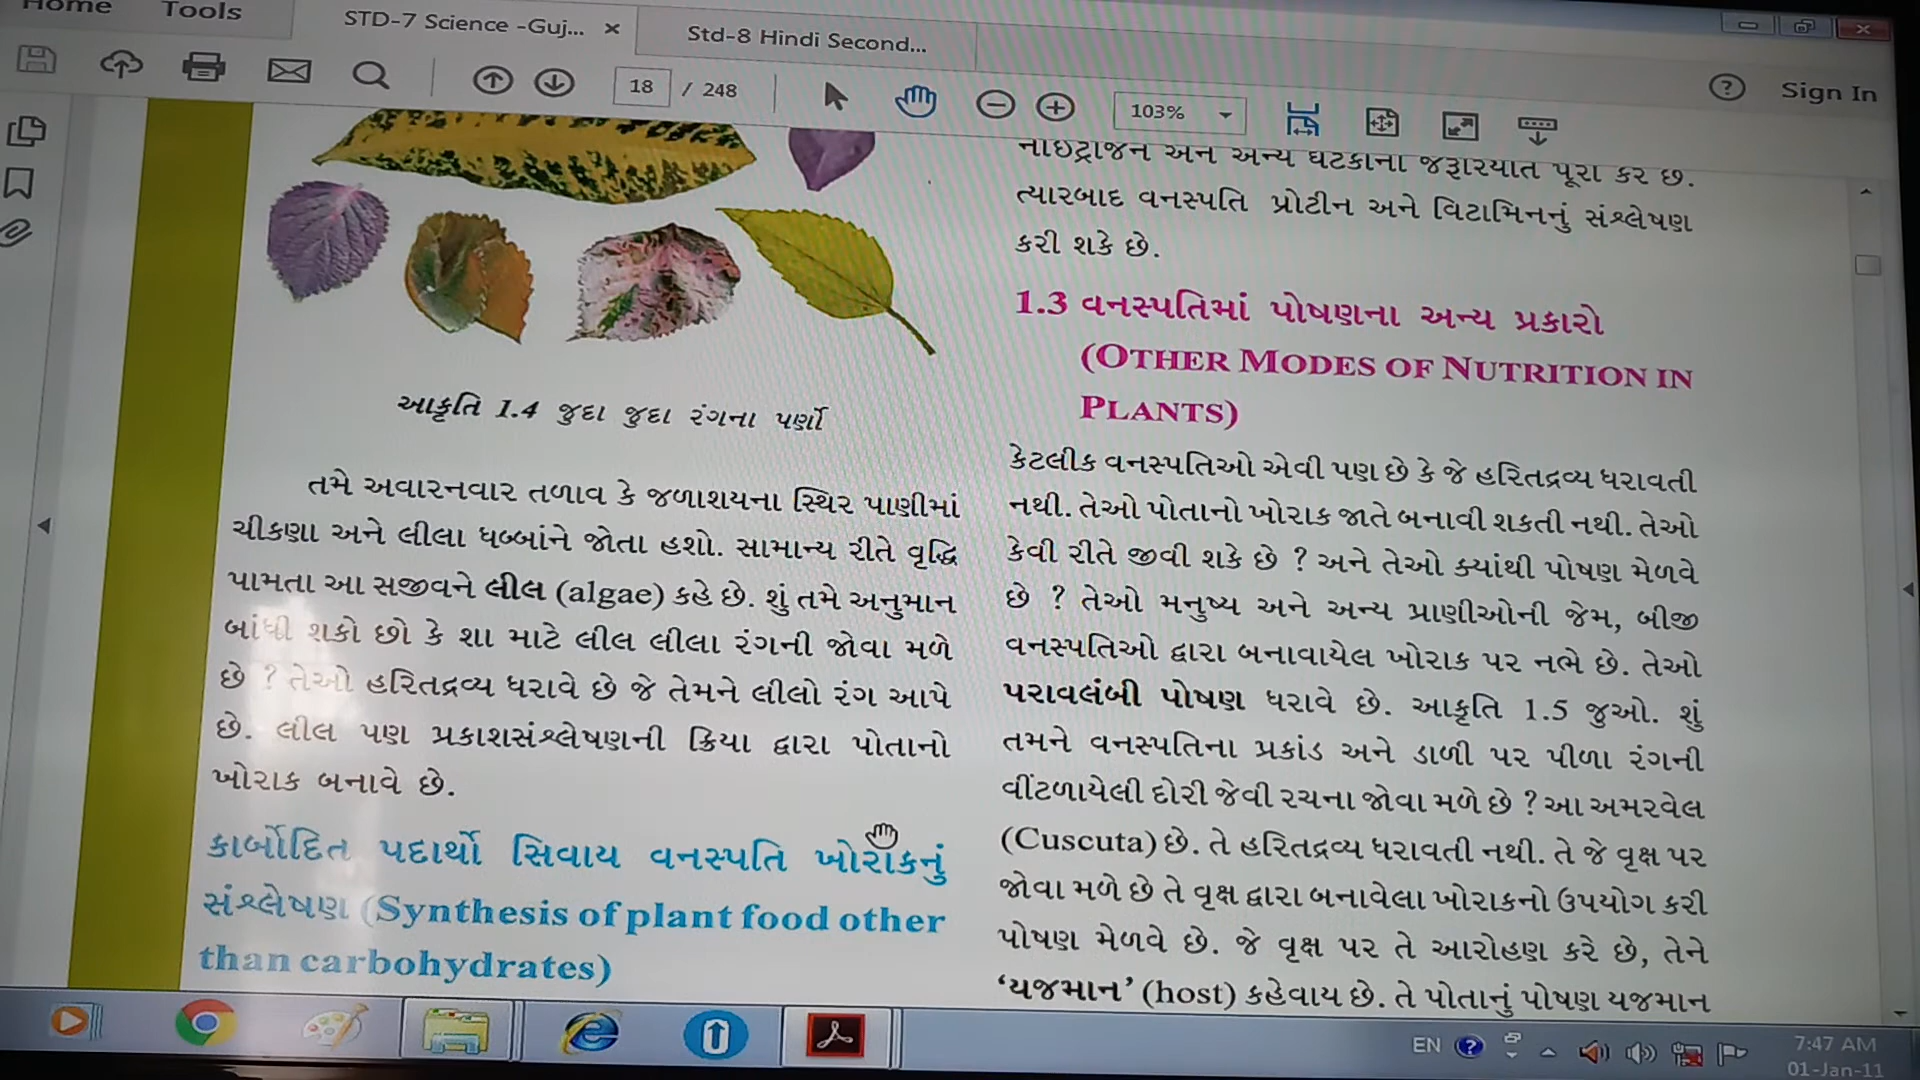 Home Tools
STD-7 Science -Guj... ×
Std-8 Hindi Second...
18 / 248
103%
Sign In
આકૃતિ 1.4 જુદા જુદા રંગના પર્ણો
તમે અવારનવાર તળાવ કે જળાશયના સ્થિર પાણીમાં
ચીકણા અને લીલા ધબ્બાંને જોતા હશો. સામાન્ય રીતે વૃદ્ધિ
પામતા આ સજીવને લીલ (algae) કહે છે. શું તમે અનુમાન
બાંધી શકો છો કે શા માટે લીલ લીલા રંગની જોવા મળે
છે ? તેઓ હરિતદ્રવ્ય ધરાવે છે જે તેમને લીલો રંગ આપે
છે. લીલ પણ પ્રકાશસંશ્લેષણની ક્રિયા દ્વારા પોતાનો
ખોરાક બનાવે છે.
કાર્બોદિત પદાર્થો સિવાય વનસ્પતિ ખોરાકનું
સંશ્લેષણ (Synthesis of plant food other
than carbohydrates)
નાઇટ્રોજન અને અન્ય ઘટકોની જરૂરિયાત પૂરી કરે છે.
ત્યારબાદ વનસ્પતિ પ્રોટીન અને વિટામિનનું સંશ્લેષણ
કરી શકે છે.
1.3 વનસ્પતિમાં પોષણના અન્ય પ્રકારો
(OTHER MODES OF NUTRITION IN
PLANTS)
કેટલીક વનસ્પતિઓ એવી પણ છે કે જે હરિતદ્રવ્ય ધરાવતી
નથી. તેઓ પોતાનો ખોરાક જાતે બનાવી શકતી નથી. તેઓ
કેવી રીતે જીવી શકે છે ? અને તેઓ ક્યાંથી પોષણ મેળવે
છે ? તેઓ મનુષ્ય અને અન્ય પ્રાણીઓની જેમ, બીજી
વનસ્પતિઓ દ્વારા બનાવાયેલ ખોરાક પર નભે છે. તેઓ
પરાવલંબી પોષણ ધરાવે છે. આકૃતિ 1.5 જુઓ. શું
તમને વનસ્પતિના પ્રકાંડ અને ડાળી પર પીળા રંગની
વીંટળાયેલી દોરી જેવી રચના જોવા મળે છે ? આ અમરવેલ
(Cuscuta) છે. તે હરિતદ્રવ્ય ધરાવતી નથી. તે જે વૃક્ષ પર
જોવા મળે છે તે વૃક્ષ દ્વારા બનાવેલા ખોરાકનો ઉપયોગ કરી
પોષણ મેળવે છે. જે વૃક્ષ પર તે આરોહણ કરે છે, તેને
‘યજમાન’ (host) કહેવાય છે. તે પોતાનું પોષણ યજમાન
EN
7:47 AM
01-Jan-11